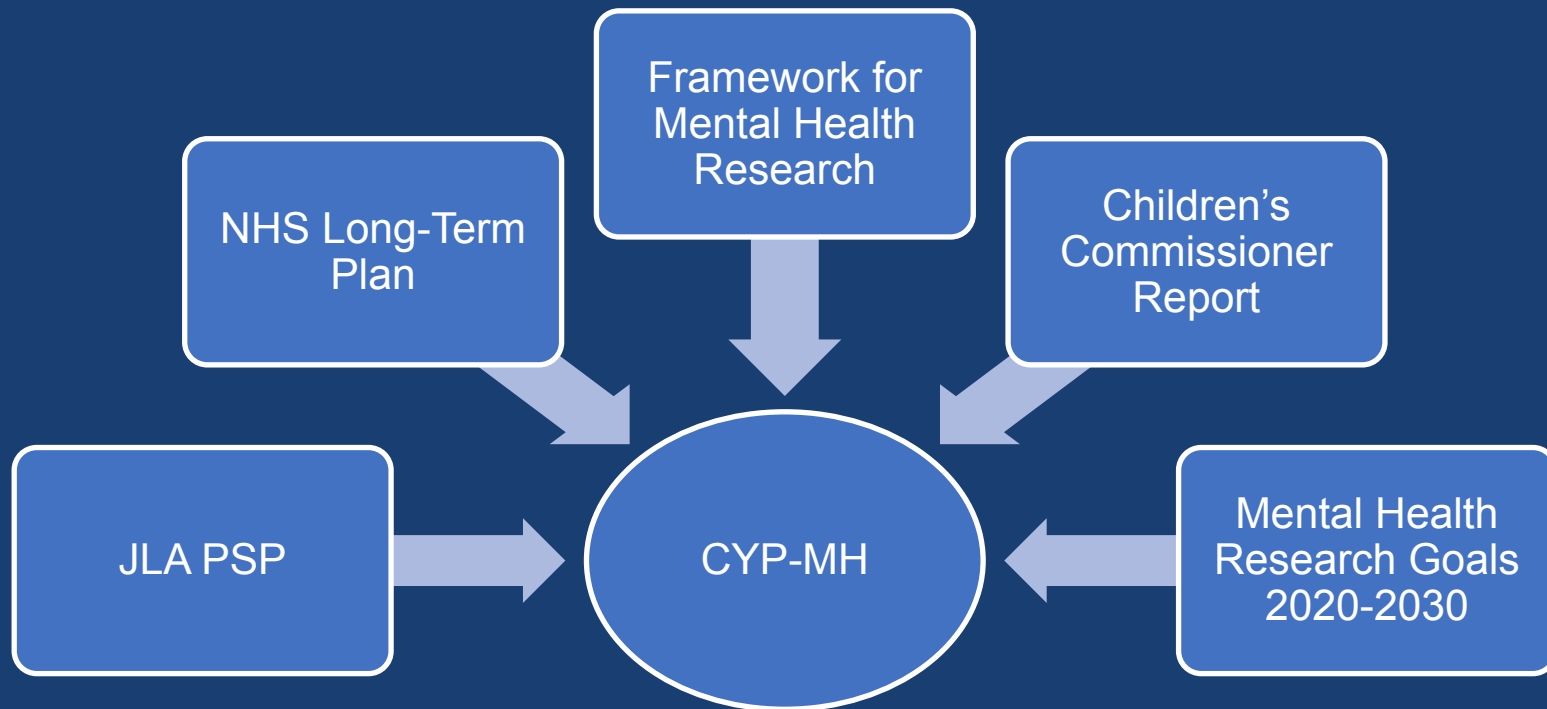 Framework for
Mental Health
Research
NHS Long-Term
Plan
Children’s
Commissioner
Report
JLA PSP
CYP-MH
Mental Health
Research Goals
2020-2030